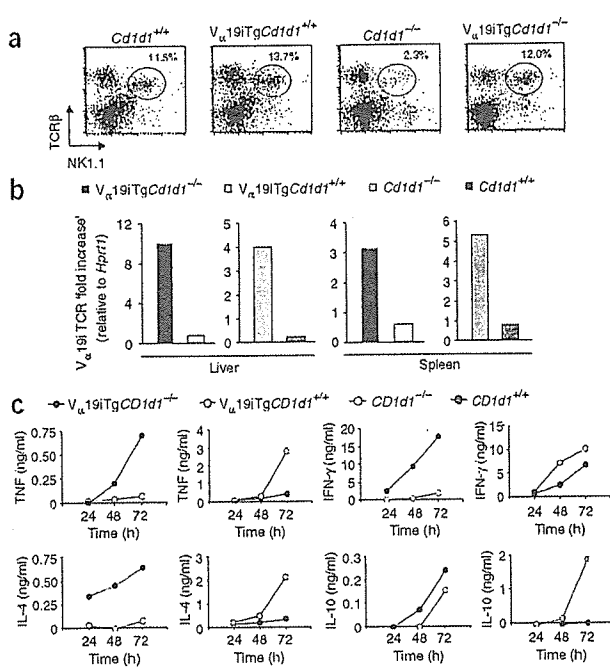 a
Cd1d1+/+ Vα19iTgCd1d1+/+ Cd1d1−/− Vα19iTgCd1d1−/−
11.5% 13.7% 2.3% 12.0%
TCRβ
NK1.1
b
Vα19iTgCd1d1−/− Vα19iTgCd1d1+/+ Cd1d1−/− Cd1d1+/+
Vα19i TCR 'fold increase'
(relative to Hprt1)
12 8 4 0
5 4 3 2 1 0
4 3 2 1 0
6 5 4 3 2 1 0
Liver Spleen
c
Vα19iTgCD1d1−/− Vα19iTgCD1d1+/+ CD1d1−/− CD1d1+/+
TNF (ng/ml) 0.75 0.50 0.25 0
TNF (ng/ml) 4 3 2 1 0
IFN-γ (ng/ml) 20 15 10 5 0
IFN-γ (ng/ml) 15 10 5 0
24 48 72 24 48 72 24 48 72 24 48 72
Time (h) Time (h) Time (h) Time (h)
IL-4 (ng/ml) 0.75 0.50 0.25 0
IL-4 (ng/ml) 3 2 1 0
IL-10 (ng/ml) 0.3 0.2 0.1 0
IL-10 (ng/ml) 2 1 0
24 48 72 24 48 72 24 48 72 24 48 72
Time (h) Time (h) Time (h) Time (h)